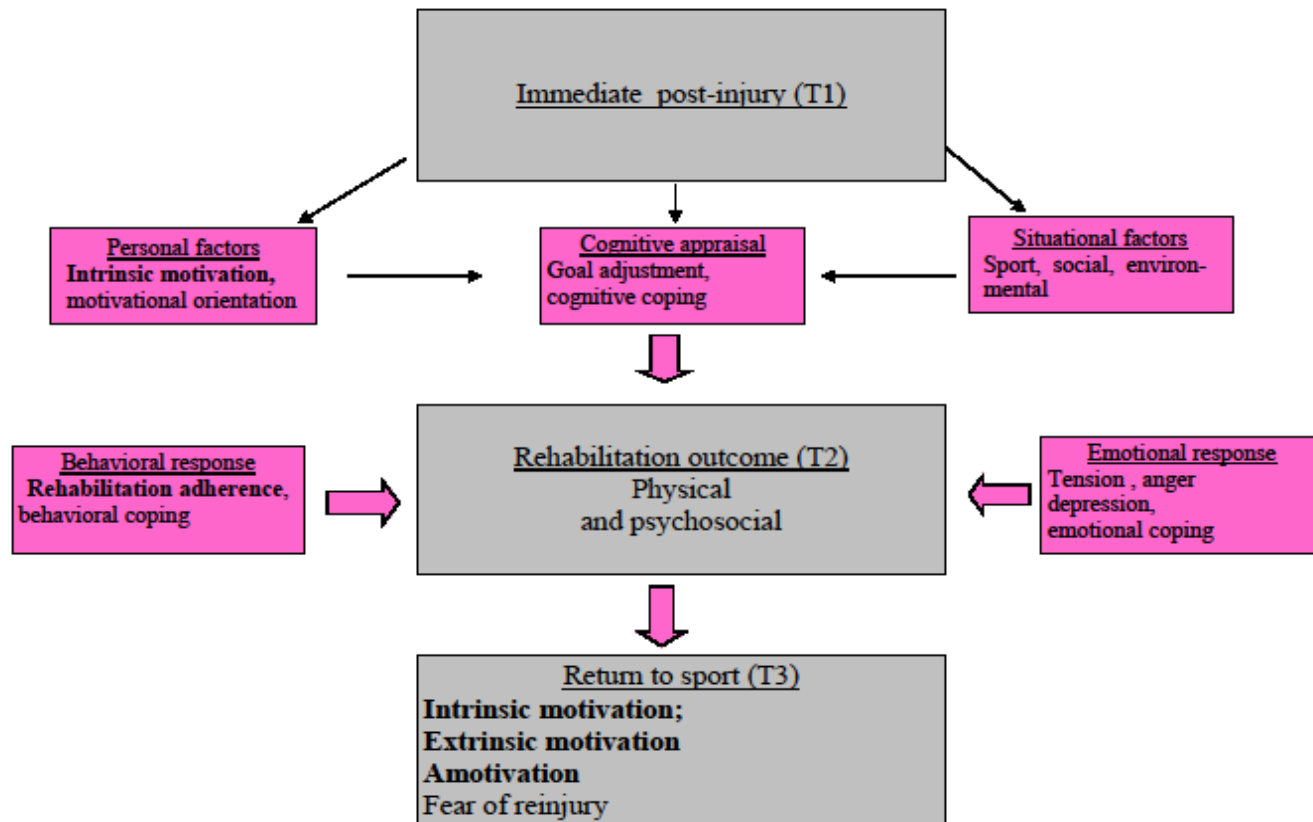 Immediate post-injury (T1)
Personal factors
Intrinsic motivation,
motivational orientation
Cognitive appraisal
Goal adjustment,
cognitive coping
Situational factors
Sport, social, environ-
mental
Behavioral response
Rehabilitation adherence,
behavioral coping
Rehabilitation outcome (T2)
Physical
and psychosocial
Emotional response
Tension , anger
depression,
emotional coping
Return to sport (T3)
Intrinsic motivation;
Extrinsic motivation
Amotivation
Fear of reinjury